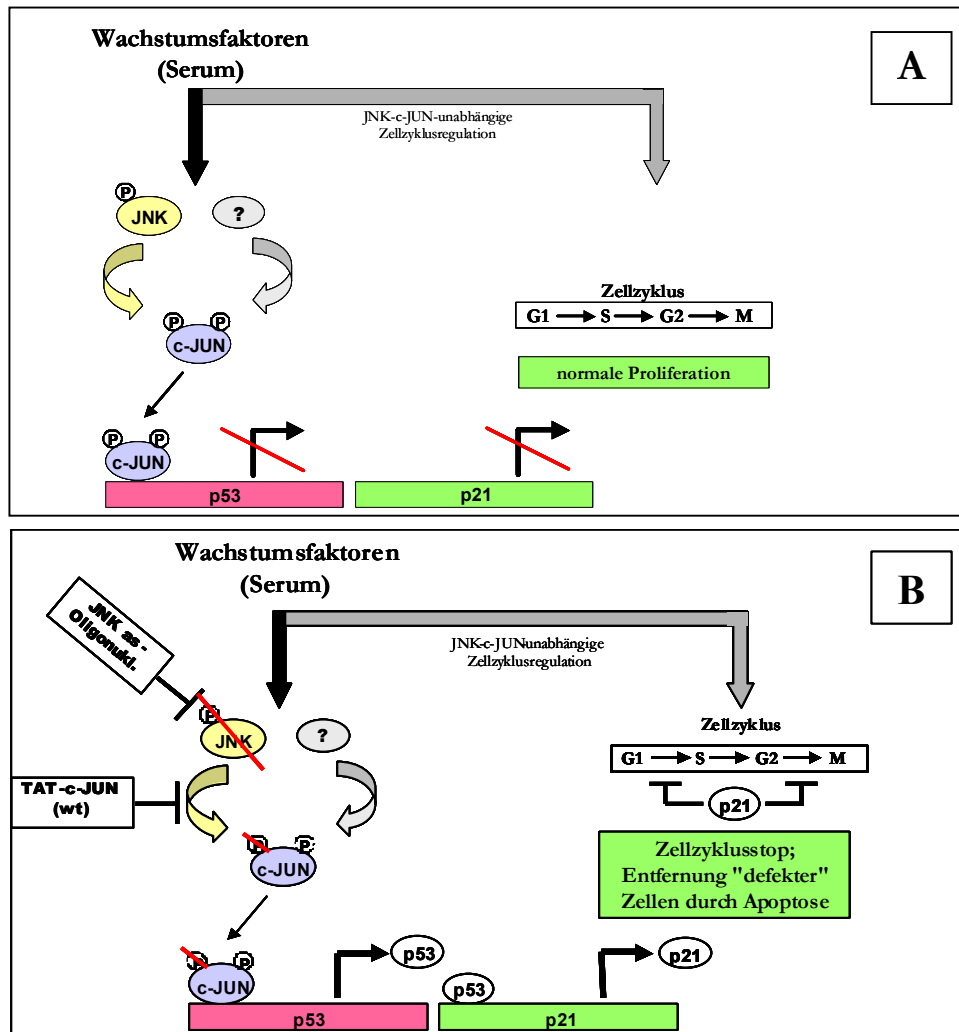 Wachstumsfaktoren
(Serum)
A
JNK-c-JUN-unabhängige
Zellzyklusregulation
P
JNK
?
Zellzyklus
G1 S G2 M
P P
c-JUN
normale Proliferation
P P
c-JUN
p53 p21
Wachstumsfaktoren
(Serum)
B
JNK as -
Oligonukl.
JNK-c-JUNunabhängige
Zellzyklusregulation
P
JNK
?
Zellzyklus
G1 S G2 M
TAT-c-JUN
(wt)
p21
P P
c-JUN
Zellzyklusstop;
Entfernung "defekter"
Zellen durch Apoptose
P P
c-JUN
p53
p53
p21
p53 p21